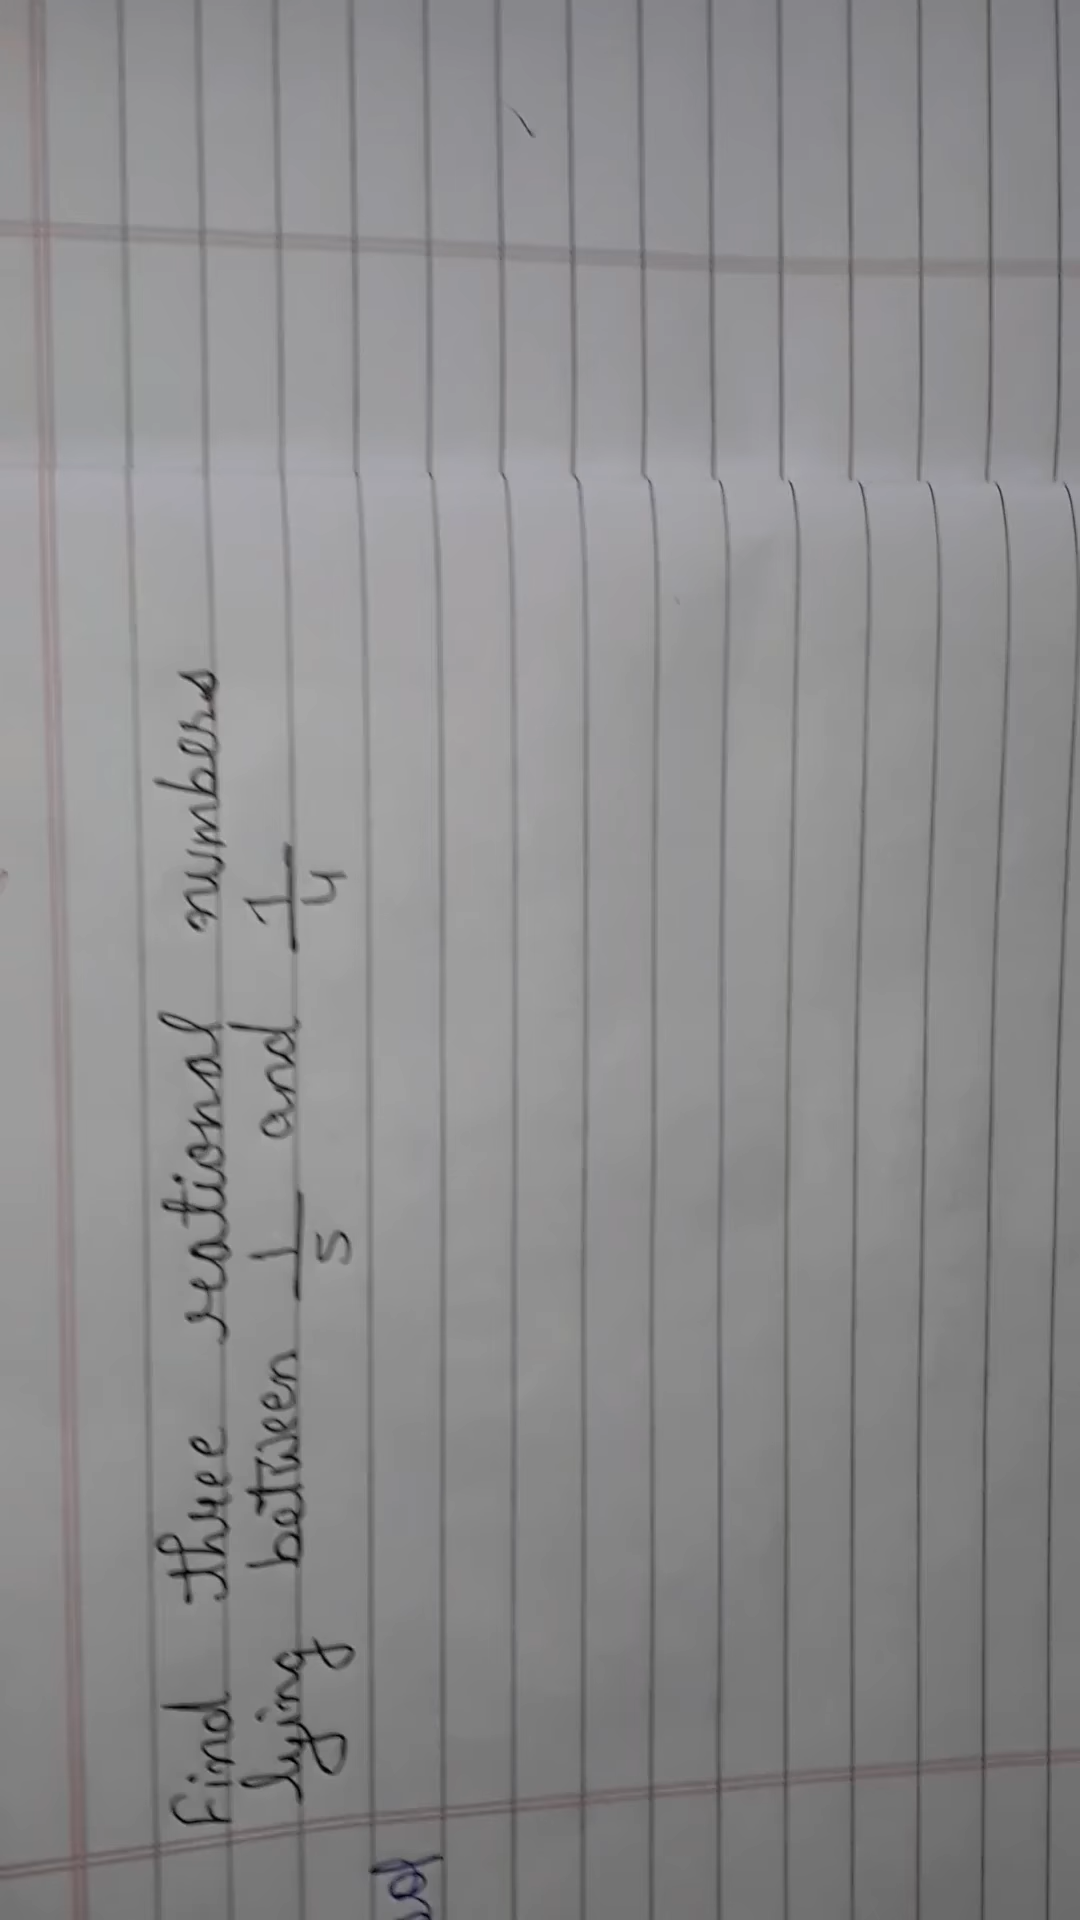 Find three rational numbers
lying between 1/5 and 1/4